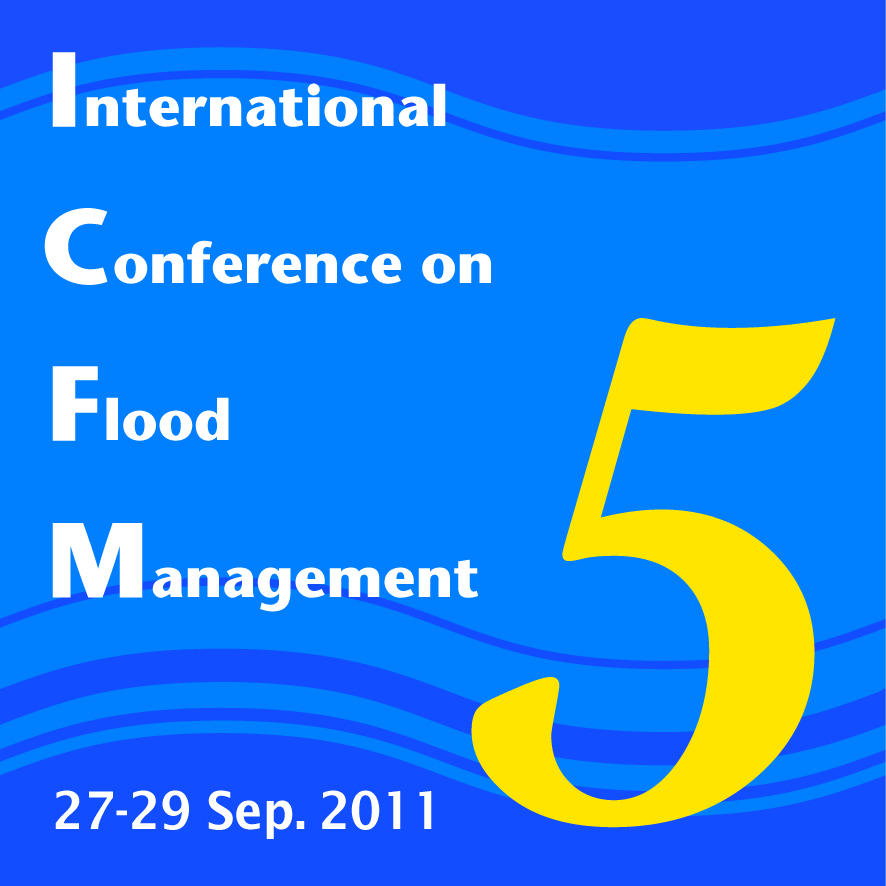 International
Conference on
Flood
Management
5
27-29 Sep. 2011